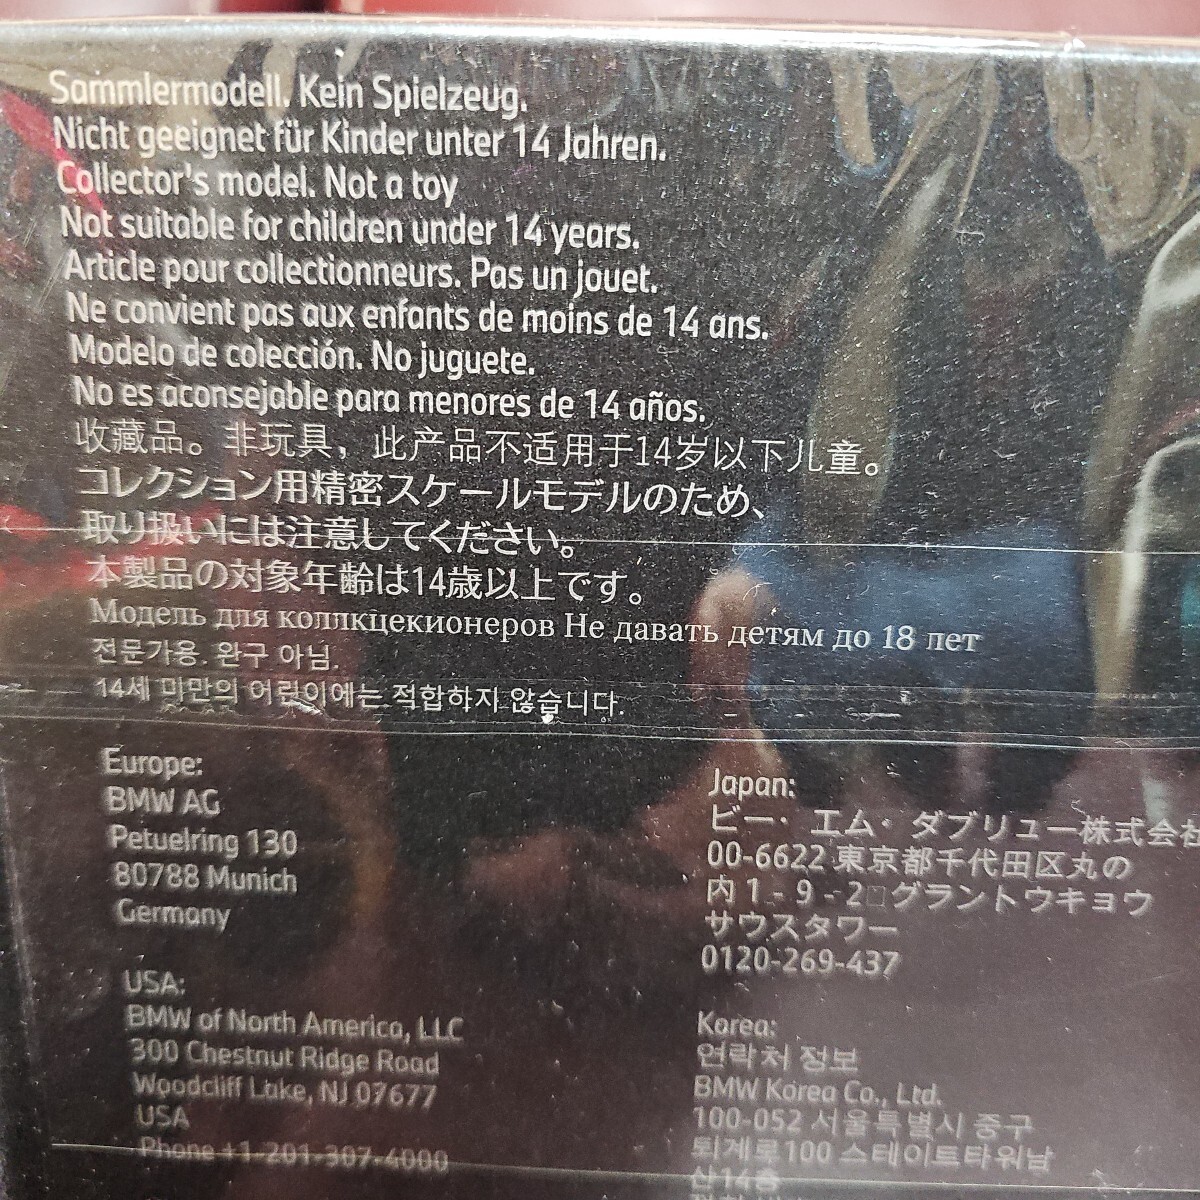 Sammlermodell. Kein Spielzeug.
Nicht geeignet für Kinder unter 14 Jahren.
Collector's model. Not a toy
Not suitable for children under 14 years.
Article pour collectionneurs. Pas un jouet.
Ne convient pas aux enfants de moins de 14 ans.
Modelo de colección. No juguete.
No es aconsejable para menores de 14 años.
收藏品。非玩具，此产品不适用于14岁以下儿童。
コレクション用精密スケールモデルのため、
取り扱いには注意してください。
本製品の対象年齢は14歳以上です。
Модель для коллкцекионеров Не давать детям до 18 лет
전문가용. 완구 아님.
14세 미만의 어린이에는 적합하지 않습니다.
Europe:
BMW AG
Petuelring 130
80788 Munich
Germany
USA:
BMW of North America, LLC
300 Chestnut Ridge Road
Woodcliff Lake, NJ 07677
USA
Phone +1-201-307-4000
Japan:
ビー・エム・ダブリュー株式会社
00-6622 東京都千代田区丸の
内 1 - 9 - 2□グラントウキョウ
サウスタワー
0120-269-437
Korea:
연락처 정보
BMW Korea Co., Ltd.
100-052 서울특별시 중구
퇴계로100 스테이트타워남
산14층